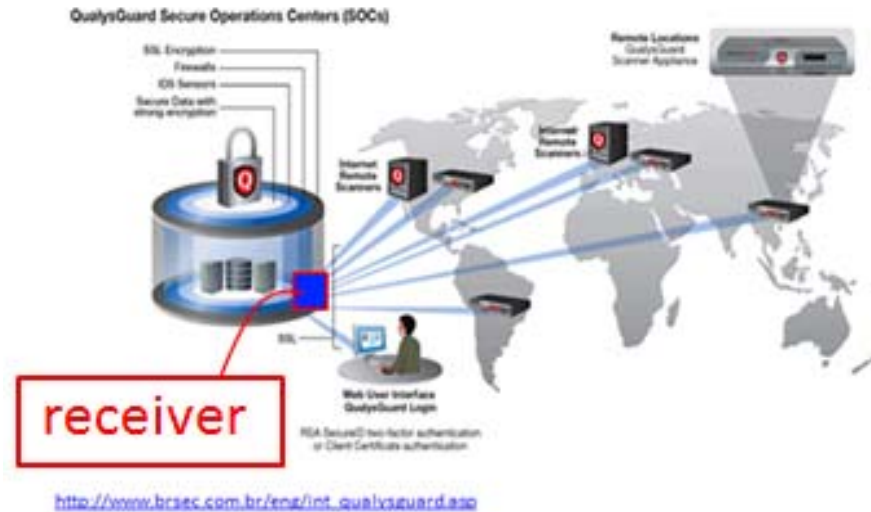 QualysGuard Secure Operations Centers (SOCs)
SSL Encryption
Firewalls
IDS Sensors
Secure Data with
strong encryption
Remote Locations
QualysGuard
Scanner Appliance
Internet
Remote
Scanners
Internet
Remote
Scanners
Q
Q
Q
SSL
receiver
Web User Interface
QualysGuard Login
RSA SecureID two-factor authentication
or Client Certificate authentication
http://www.brsec.com.br/eng/int_qualysguard.asp